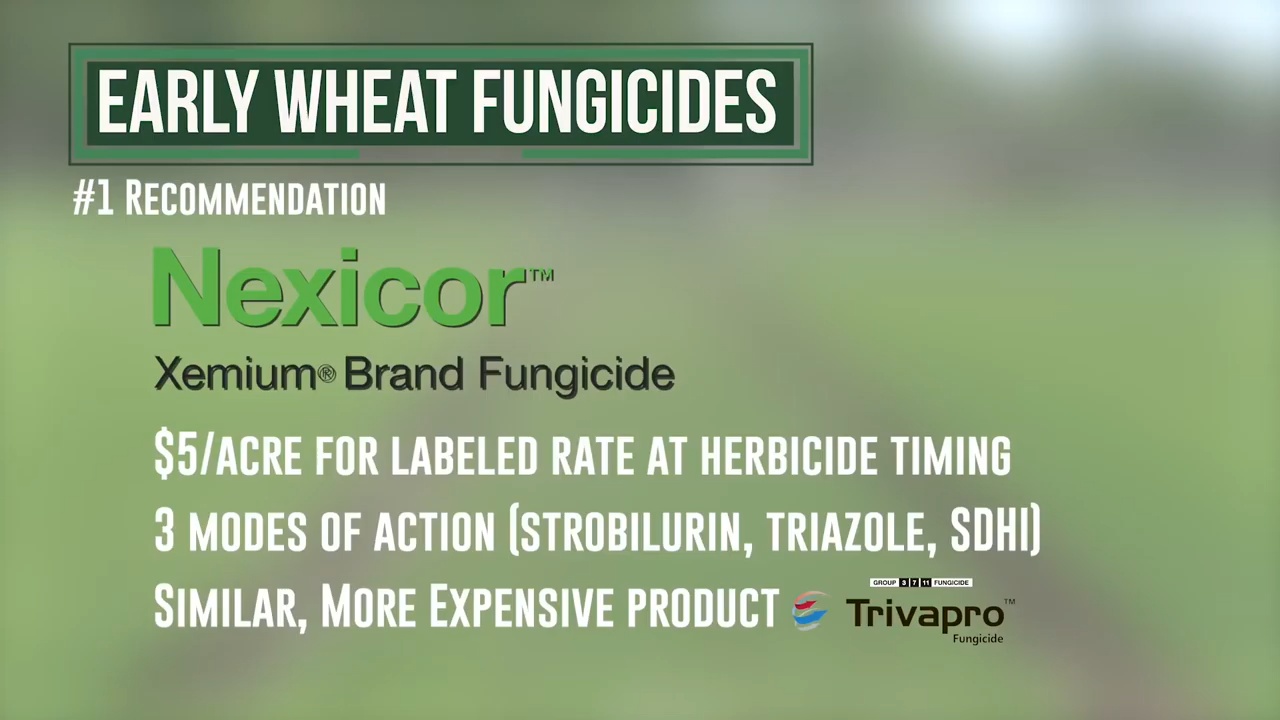 EARLY WHEAT FUNGICIDES
#1 RECOMMENDATION
Nexicor™
Xemium® Brand Fungicide
$5/ACRE FOR LABELED RATE AT HERBICIDE TIMING
3 MODES OF ACTION (STROBILURIN, TRIAZOLE, SDHI)
GROUP 3 7 11 FUNGICIDE
SIMILAR, MORE EXPENSIVE PRODUCT Trivapro™
Fungicide